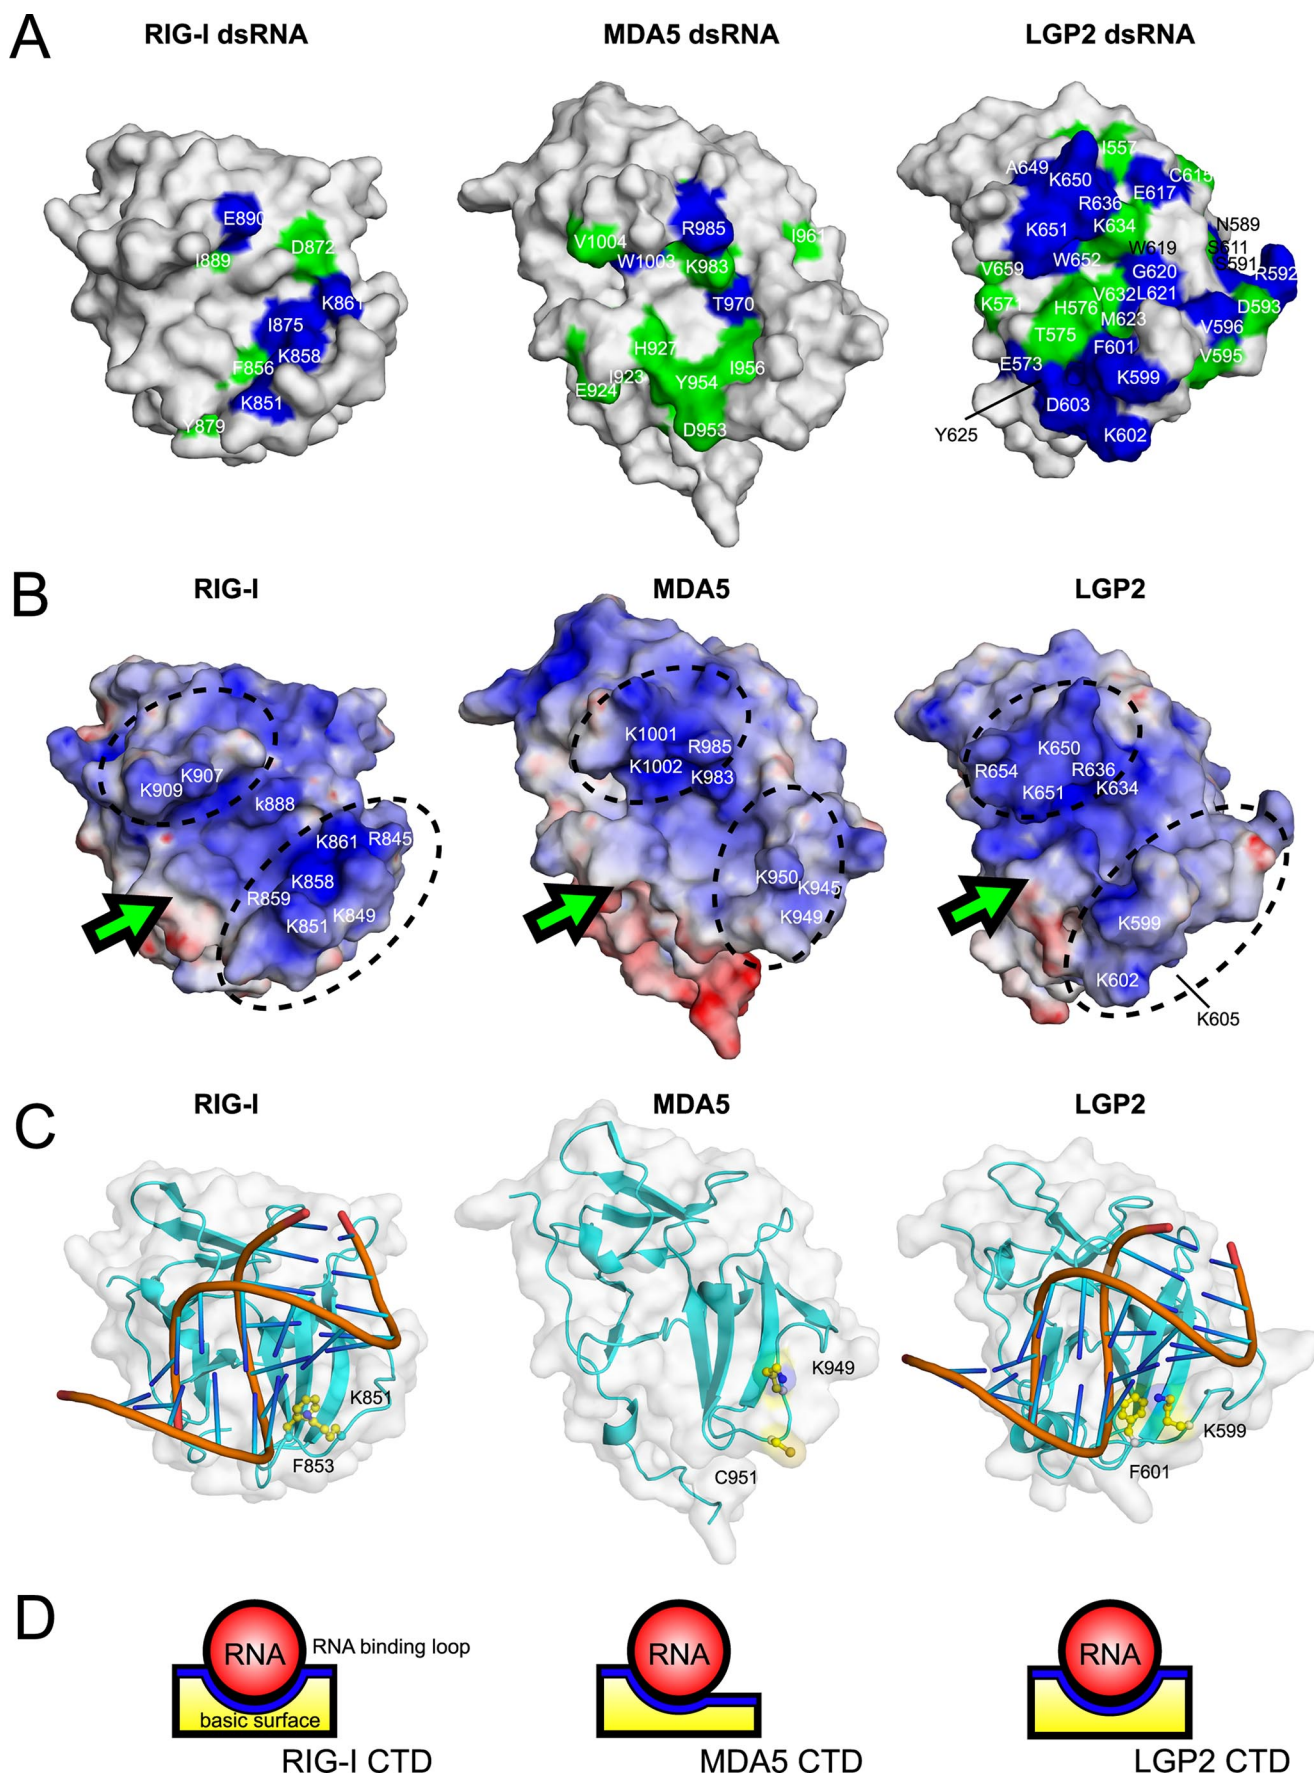 A
RIG-I dsRNA
MDA5 dsRNA
LGP2 dsRNA
E890
I889
D872
K861
I875
K858
F856
K851
Y879
R985
V1004
W1003
K983
I961
T970
H927
I923
E924
Y954
I956
D953
I557
A649
K650
C615
E617
R636
K651
K634
N589
W619
S611
S591
R592
W652
V659
G620
K571
V632
L621
H576
D593
M623
V596
T575
F601
V595
E573
K599
D603
Y625
K602
B
RIG-I
MDA5
LGP2
K907
K909
k888
K861
R845
K858
R859
K849
K851
K1001
R985
K1002
K983
K950
K945
K949
K650
R654
R636
K651
K634
K599
K602
K605
C
RIG-I
MDA5
LGP2
K851
F853
K949
C951
K599
F601
D
RNA
RNA binding loop
basic surface
RIG-I CTD
RNA
MDA5 CTD
RNA
LGP2 CTD